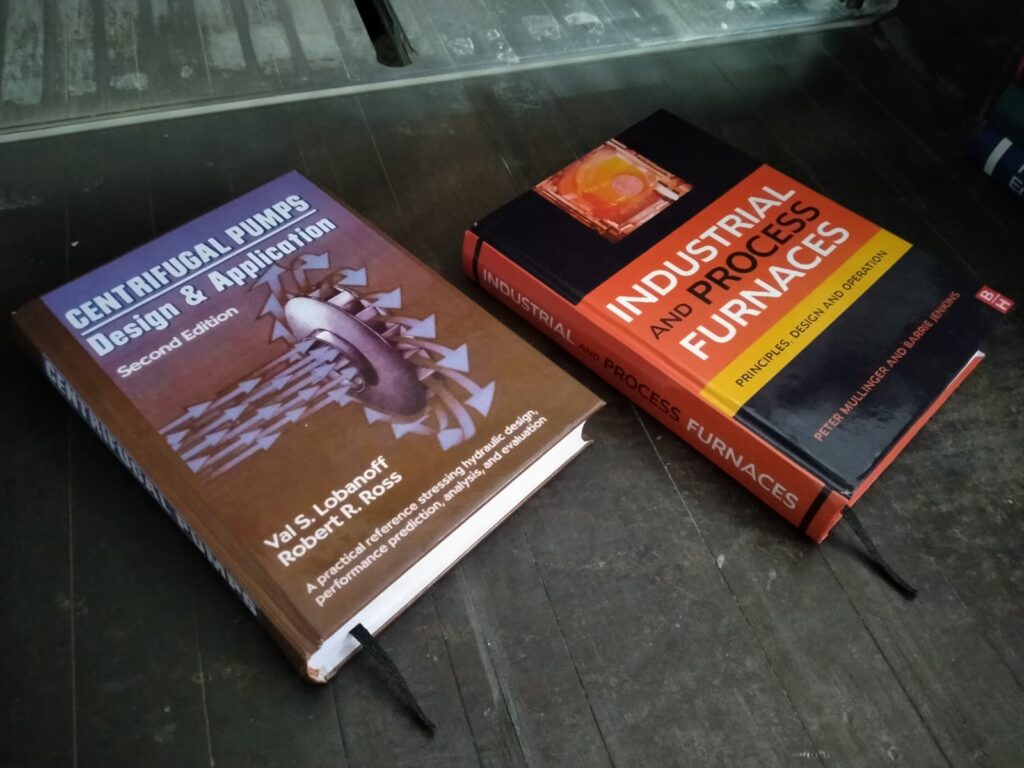 CENTRIFUGAL PUMPS
Design & Application
Second Edition
Val S. Lobanoff
Robert R. Ross
A practical reference stressing hydraulic design,
performance prediction, analysis, and evaluation
INDUSTRIAL
AND PROCESS
FURNACES
PRINCIPLES, DESIGN AND OPERATION
PETER MULLINGER AND BARRIE JENKINS
B
H
INDUSTRIAL AND PROCESS FURNACES